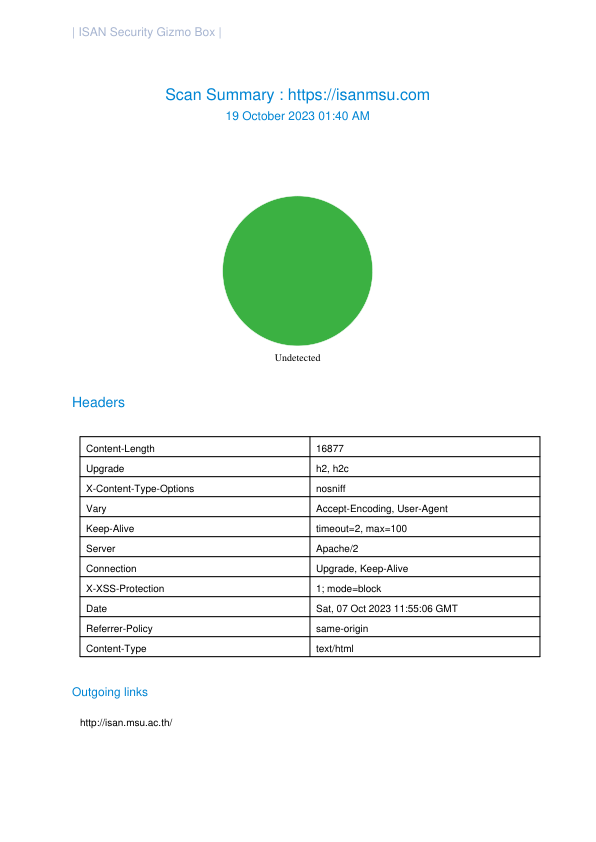 | ISAN Security Gizmo Box |
Scan Summary : https://isanmsu.com
19 October 2023 01:40 AM
Undetected
Headers
Content-Length 16877
Upgrade h2, h2c
X-Content-Type-Options nosniff
Vary Accept-Encoding, User-Agent
Keep-Alive timeout=2, max=100
Server Apache/2
Connection Upgrade, Keep-Alive
X-XSS-Protection 1; mode=block
Date Sat, 07 Oct 2023 11:55:06 GMT
Referrer-Policy same-origin
Content-Type text/html
Outgoing links
http://isan.msu.ac.th/